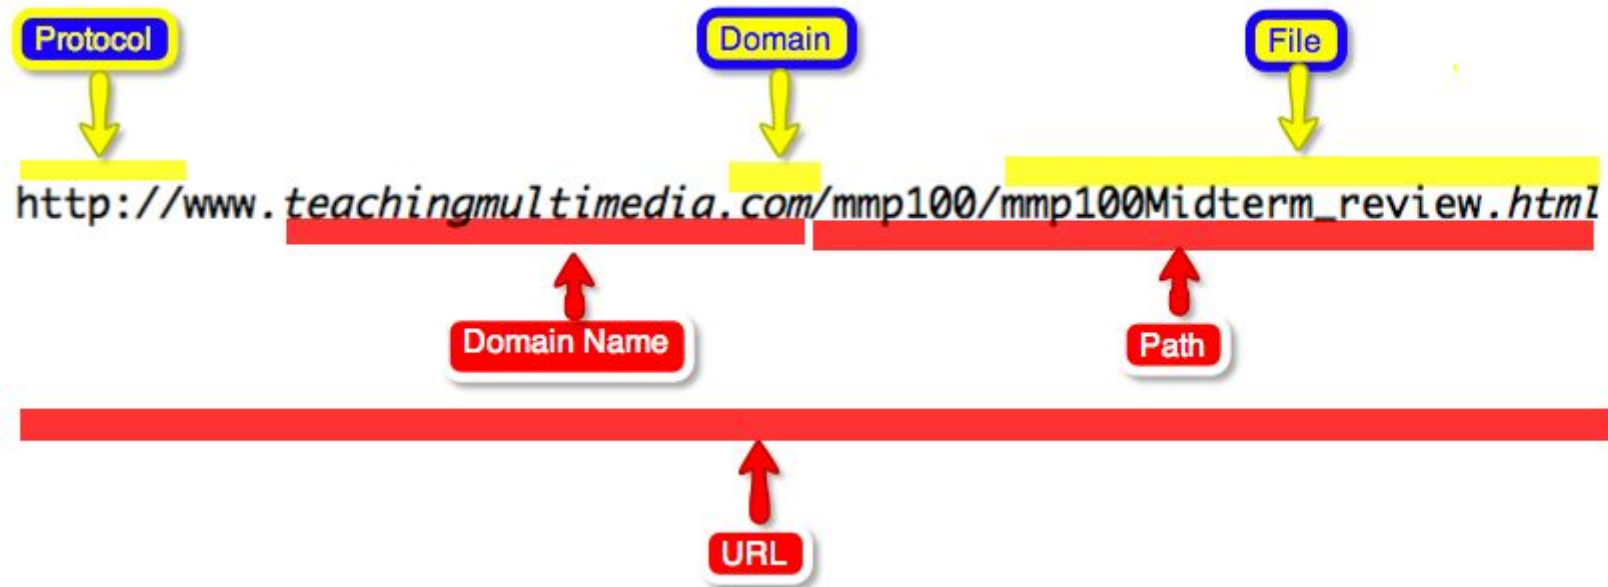 Protocol Domain File
http://www.teachingmultimedia.com/mmp100/mmp100Midterm_review.html
Domain Name Path
URL